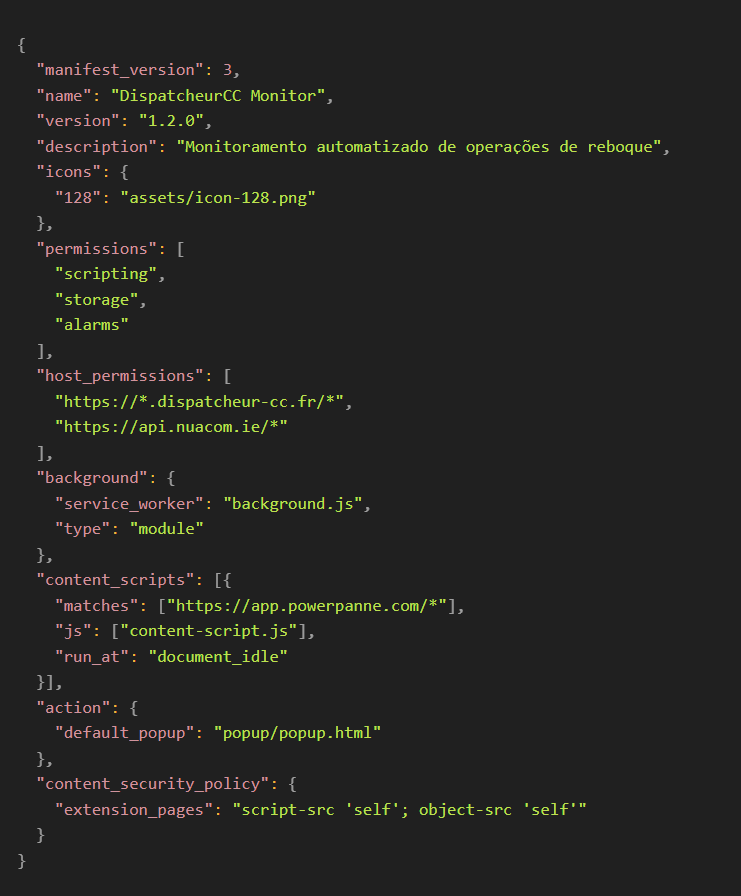 {
  "manifest_version": 3,
  "name": "DispatcheurCC Monitor",
  "version": "1.2.0",
  "description": "Monitoramento automatizado de operações de reboque",
  "icons": {
    "128": "assets/icon-128.png"
  },
  "permissions": [
    "scripting",
    "storage",
    "alarms"
  ],
  "host_permissions": [
    "https://*.dispatcheur-cc.fr/*",
    "https://api.nuacom.ie/*"
  ],
  "background": {
    "service_worker": "background.js",
    "type": "module"
  },
  "content_scripts": [{
    "matches": ["https://app.powerpanne.com/*"],
    "js": ["content-script.js"],
    "run_at": "document_idle"
  }],
  "action": {
    "default_popup": "popup/popup.html"
  },
  "content_security_policy": {
    "extension_pages": "script-src 'self'; object-src 'self'"
  }
}